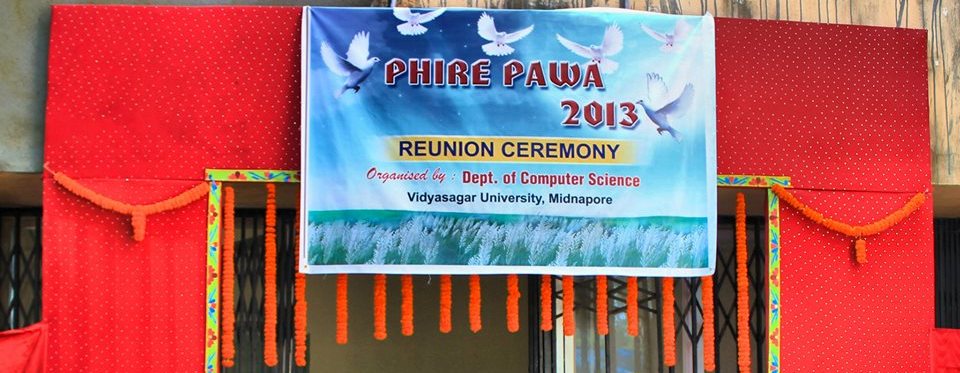 PHIRE PAWA
2013
REUNION CEREMONY
Organised by : Dept. of Computer Science
Vidyasagar University, Midnapore